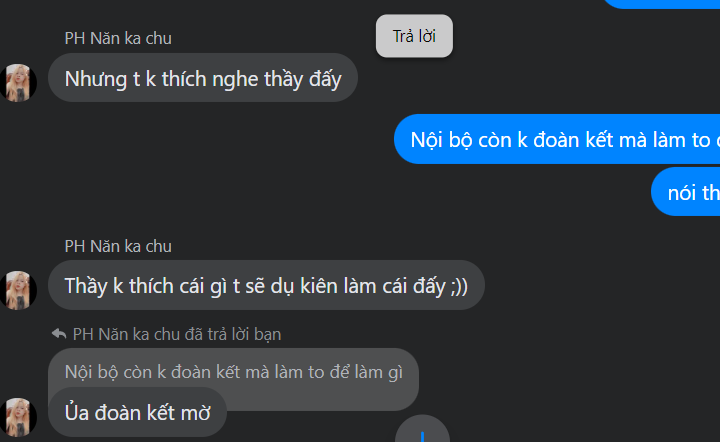 PH Năn ka chu
Trả lời
Nhưng t k thích nghe thầy đấy
Nội bộ còn k đoàn kết mà làm to
nói
PH Năn ka chu
Thầy k thích cái gì t sẽ dụ kiên làm cái đấy ;))
PH Năn ka chu đã trả lời bạn
Nội bộ còn k đoàn kết mà làm to để làm gì
Ủa đoàn kết mờ